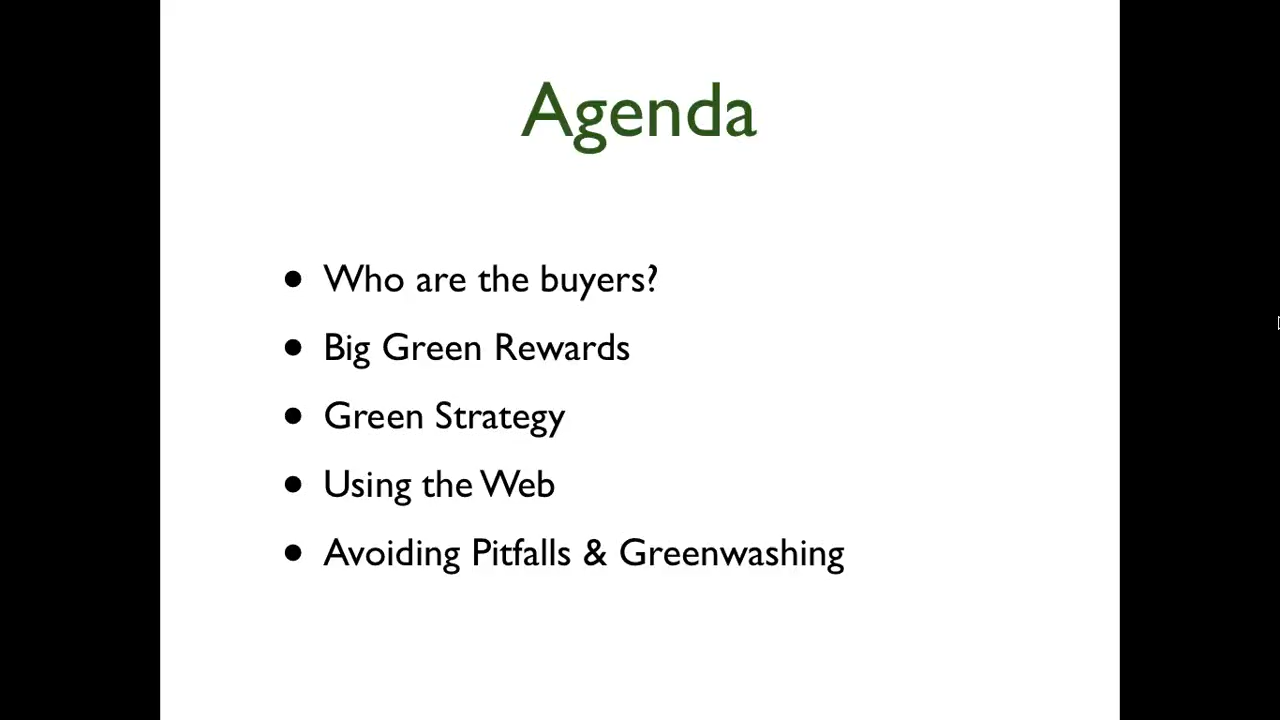 Agenda
• Who are the buyers?
• Big Green Rewards
• Green Strategy
• Using the Web
• Avoiding Pitfalls & Greenwashing